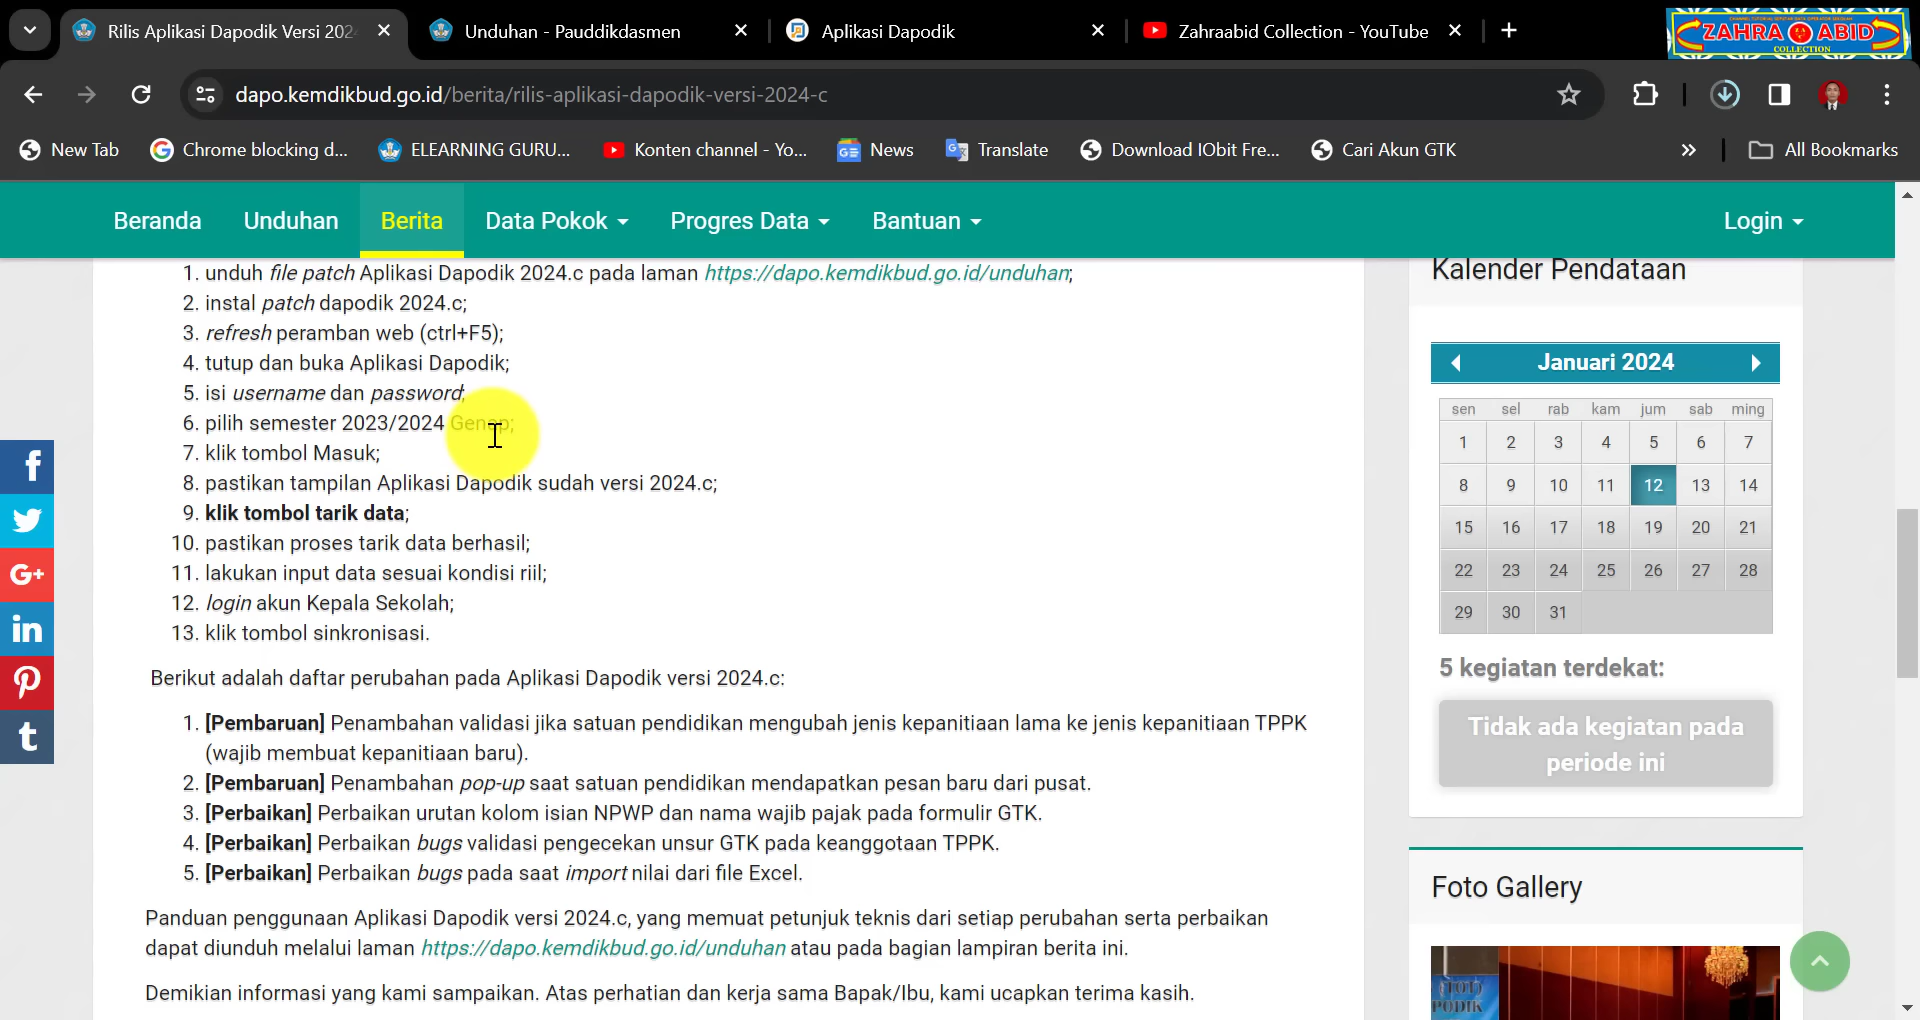 Rilis Aplikasi Dapodik Versi 202
Unduhan - Pauddikdasmen
Aplikasi Dapodik
Zahraabid Collection - YouTube
ZAHRA ABID
COLLECTION
dapo.kemdikbud.go.id/berita/rilis-aplikasi-dapodik-versi-2024-c
New Tab
Chrome blocking d...
ELEARNING GURU...
Konten channel - Yo...
News
Translate
Download IObit Fre...
Cari Akun GTK
All Bookmarks
Beranda
Unduhan
Berita
Data Pokok
Progres Data
Bantuan
Login
1. unduh file patch Aplikasi Dapodik 2024.c pada laman https://dapo.kemdikbud.go.id/unduhan;
2. instal patch dapodik 2024.c;
3. refresh peramban web (ctrl+F5);
4. tutup dan buka Aplikasi Dapodik;
5. isi username dan password;
6. pilih semester 2023/2024 Genap;
7. klik tombol Masuk;
8. pastikan tampilan Aplikasi Dapodik sudah versi 2024.c;
9. klik tombol tarik data;
10. pastikan proses tarik data berhasil;
11. lakukan input data sesuai kondisi riil;
12. login akun Kepala Sekolah;
13. klik tombol sinkronisasi.
Berikut adalah daftar perubahan pada Aplikasi Dapodik versi 2024.c:
1. [Pembaruan] Penambahan validasi jika satuan pendidikan mengubah jenis kepanitiaan lama ke jenis kepanitiaan TPPK
(wajib membuat kepanitiaan baru).
2. [Pembaruan] Penambahan pop-up saat satuan pendidikan mendapatkan pesan baru dari pusat.
3. [Perbaikan] Perbaikan urutan kolom isian NPWP dan nama wajib pajak pada formulir GTK.
4. [Perbaikan] Perbaikan bugs validasi pengecekan unsur GTK pada keanggotaan TPPK.
5. [Perbaikan] Perbaikan bugs pada saat import nilai dari file Excel.
Panduan penggunaan Aplikasi Dapodik versi 2024.c, yang memuat petunjuk teknis dari setiap perubahan serta perbaikan
dapat diunduh melalui laman https://dapo.kemdikbud.go.id/unduhan atau pada bagian lampiran berita ini.
Demikian informasi yang kami sampaikan. Atas perhatian dan kerja sama Bapak/Ibu, kami ucapkan terima kasih.
f
G+
in
t
Kalender Pendataan
Januari 2024
sen sel rab kam jum sab ming
1 2 3 4 5 6 7
8 9 10 11 12 13 14
15 16 17 18 19 20 21
22 23 24 25 26 27 28
29 30 31
5 kegiatan terdekat:
Tidak ada kegiatan pada
periode ini
Foto Gallery